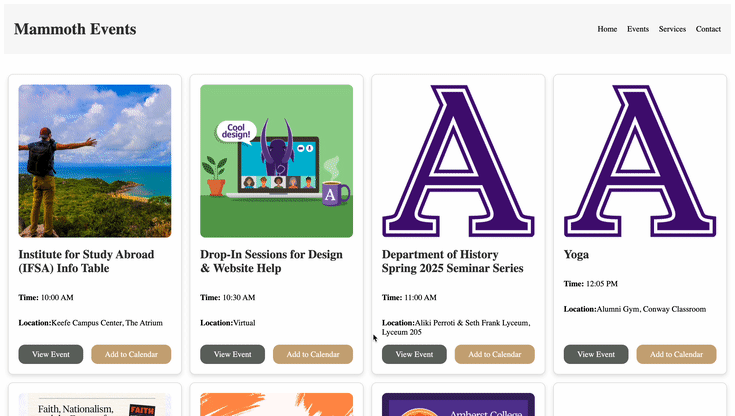 Mammoth Events
Home Events Services Contact
Cool
design!
A
A
A
Institute for Study Abroad
(IFSA) Info Table
Time: 10:00 AM
Location:Keefe Campus Center, The Atrium
View Event Add to Calendar
Drop-In Sessions for Design
& Website Help
Time: 10:30 AM
Location:Virtual
View Event Add to Calendar
Department of History
Spring 2025 Seminar Series
Time: 11:00 AM
Location:Aliki Perroti & Seth Frank Lyceum,
Lyceum 205
View Event Add to Calendar
Yoga
Time: 12:05 PM
Location:Alumni Gym, Conway Classroom
View Event Add to Calendar
Faith, Nationalism,
FAITH
Amherst College